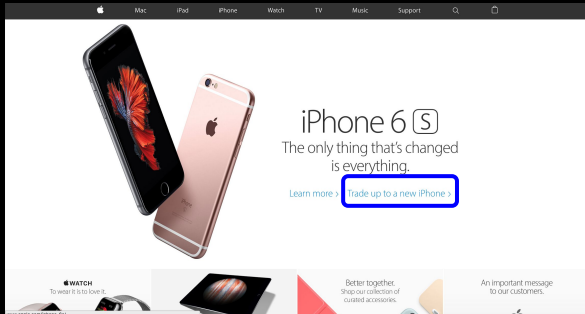 Mac iPad iPhone Watch TV Music Support
iPhone 6 S
The only thing that's changed
is everything.
Learn more > Trade up to a new iPhone >
WATCH
To wear it is to love it.
Better together.
Shop our collection of
curated accessories.
An important message
to our customers.